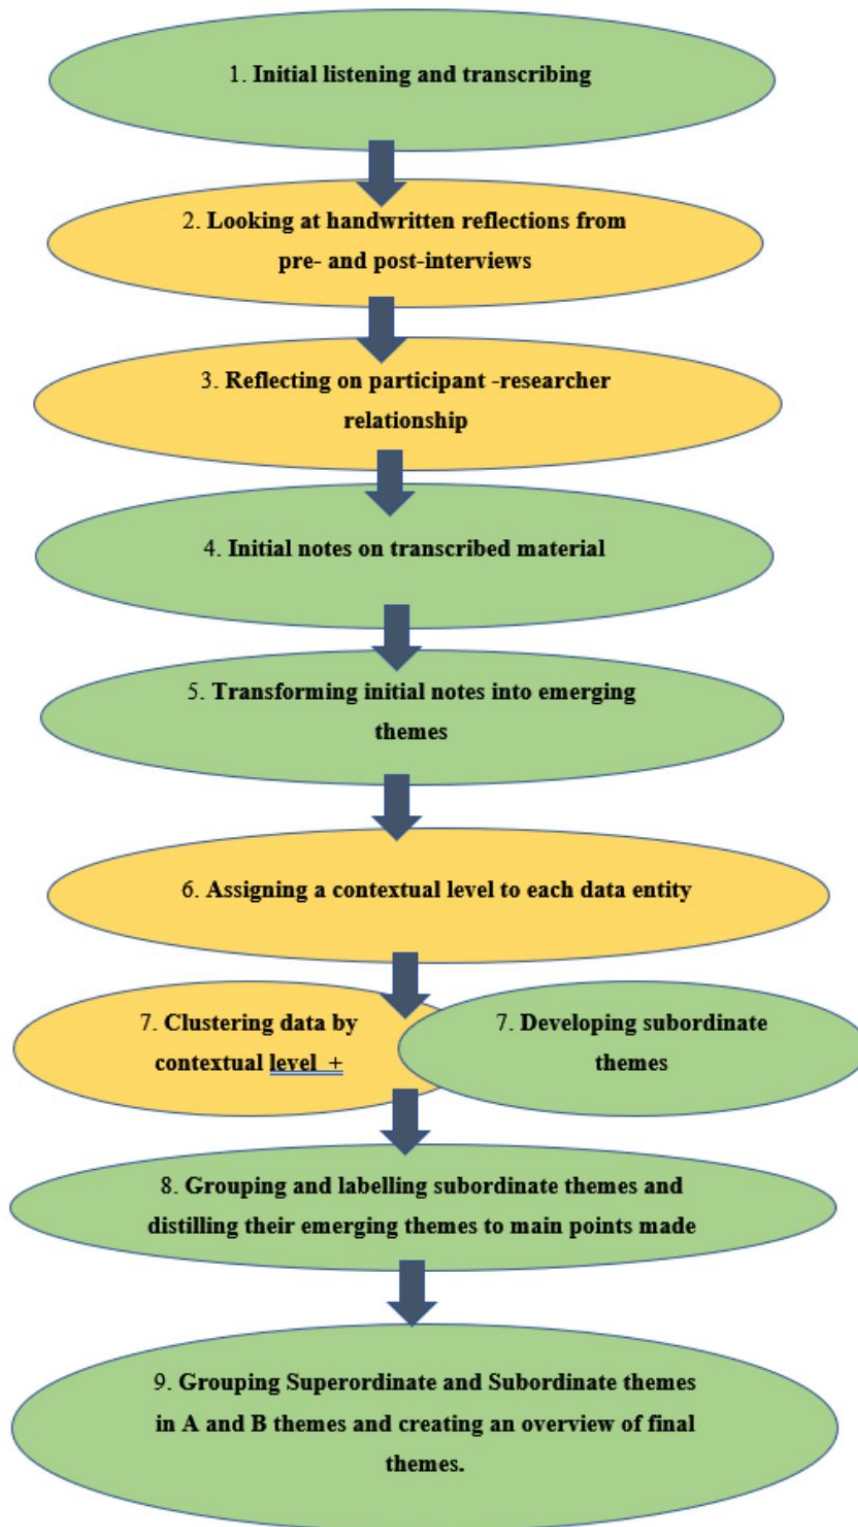 1. Initial listening and transcribing
2. Looking at handwritten reflections from
pre- and post-interviews
3. Reflecting on participant -researcher
relationship
4. Initial notes on transcribed material
5. Transforming initial notes into emerging
themes
6. Assigning a contextual level to each data entity
7. Clustering data by
contextual level +
7. Developing subordinate
themes
8. Grouping and labelling subordinate themes and
distilling their emerging themes to main points made
9. Grouping Superordinate and Subordinate themes
in A and B themes and creating an overview of final
themes.